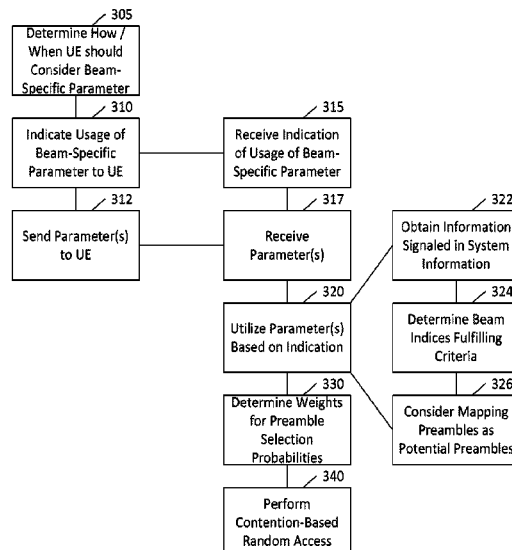 305
Determine How /
When UE should
Consider Beam-
Specific Parameter
310
Indicate Usage of
Beam-Specific
Parameter to UE
315
Receive Indication
of Usage of Beam-
Specific Parameter
312
Send Parameter(s)
to UE
317
Receive
Parameter(s)
322
Obtain Information
Signaled in System
Information
320
Utilize Parameter(s)
Based on Indication
324
Determine Beam
Indices Fulfilling
Criteria
330
Determine Weights
for Preamble
Selection
Probabilities
326
Consider Mapping
Preambles as
Potential Preambles
340
Perform
Contention-Based
Random Access